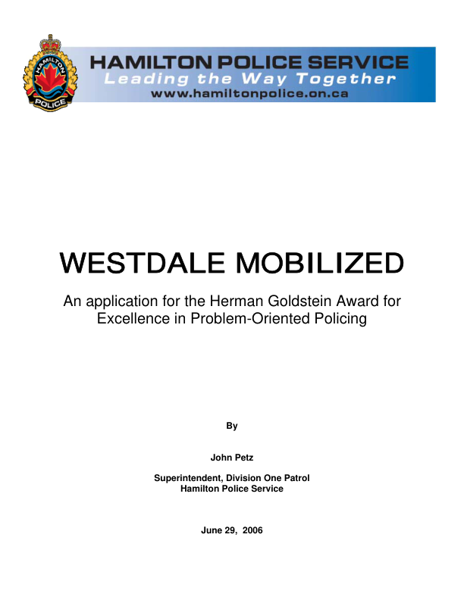 HAMILTON
POLICE
HAMILTON POLICE SERVICE
Leading the Way Together
www.hamiltonpolice.on.ca
WESTDALE MOBILIZED
An application for the Herman Goldstein Award for
Excellence in Problem-Oriented Policing
By
John Petz
Superintendent, Division One Patrol
Hamilton Police Service
June 29, 2006